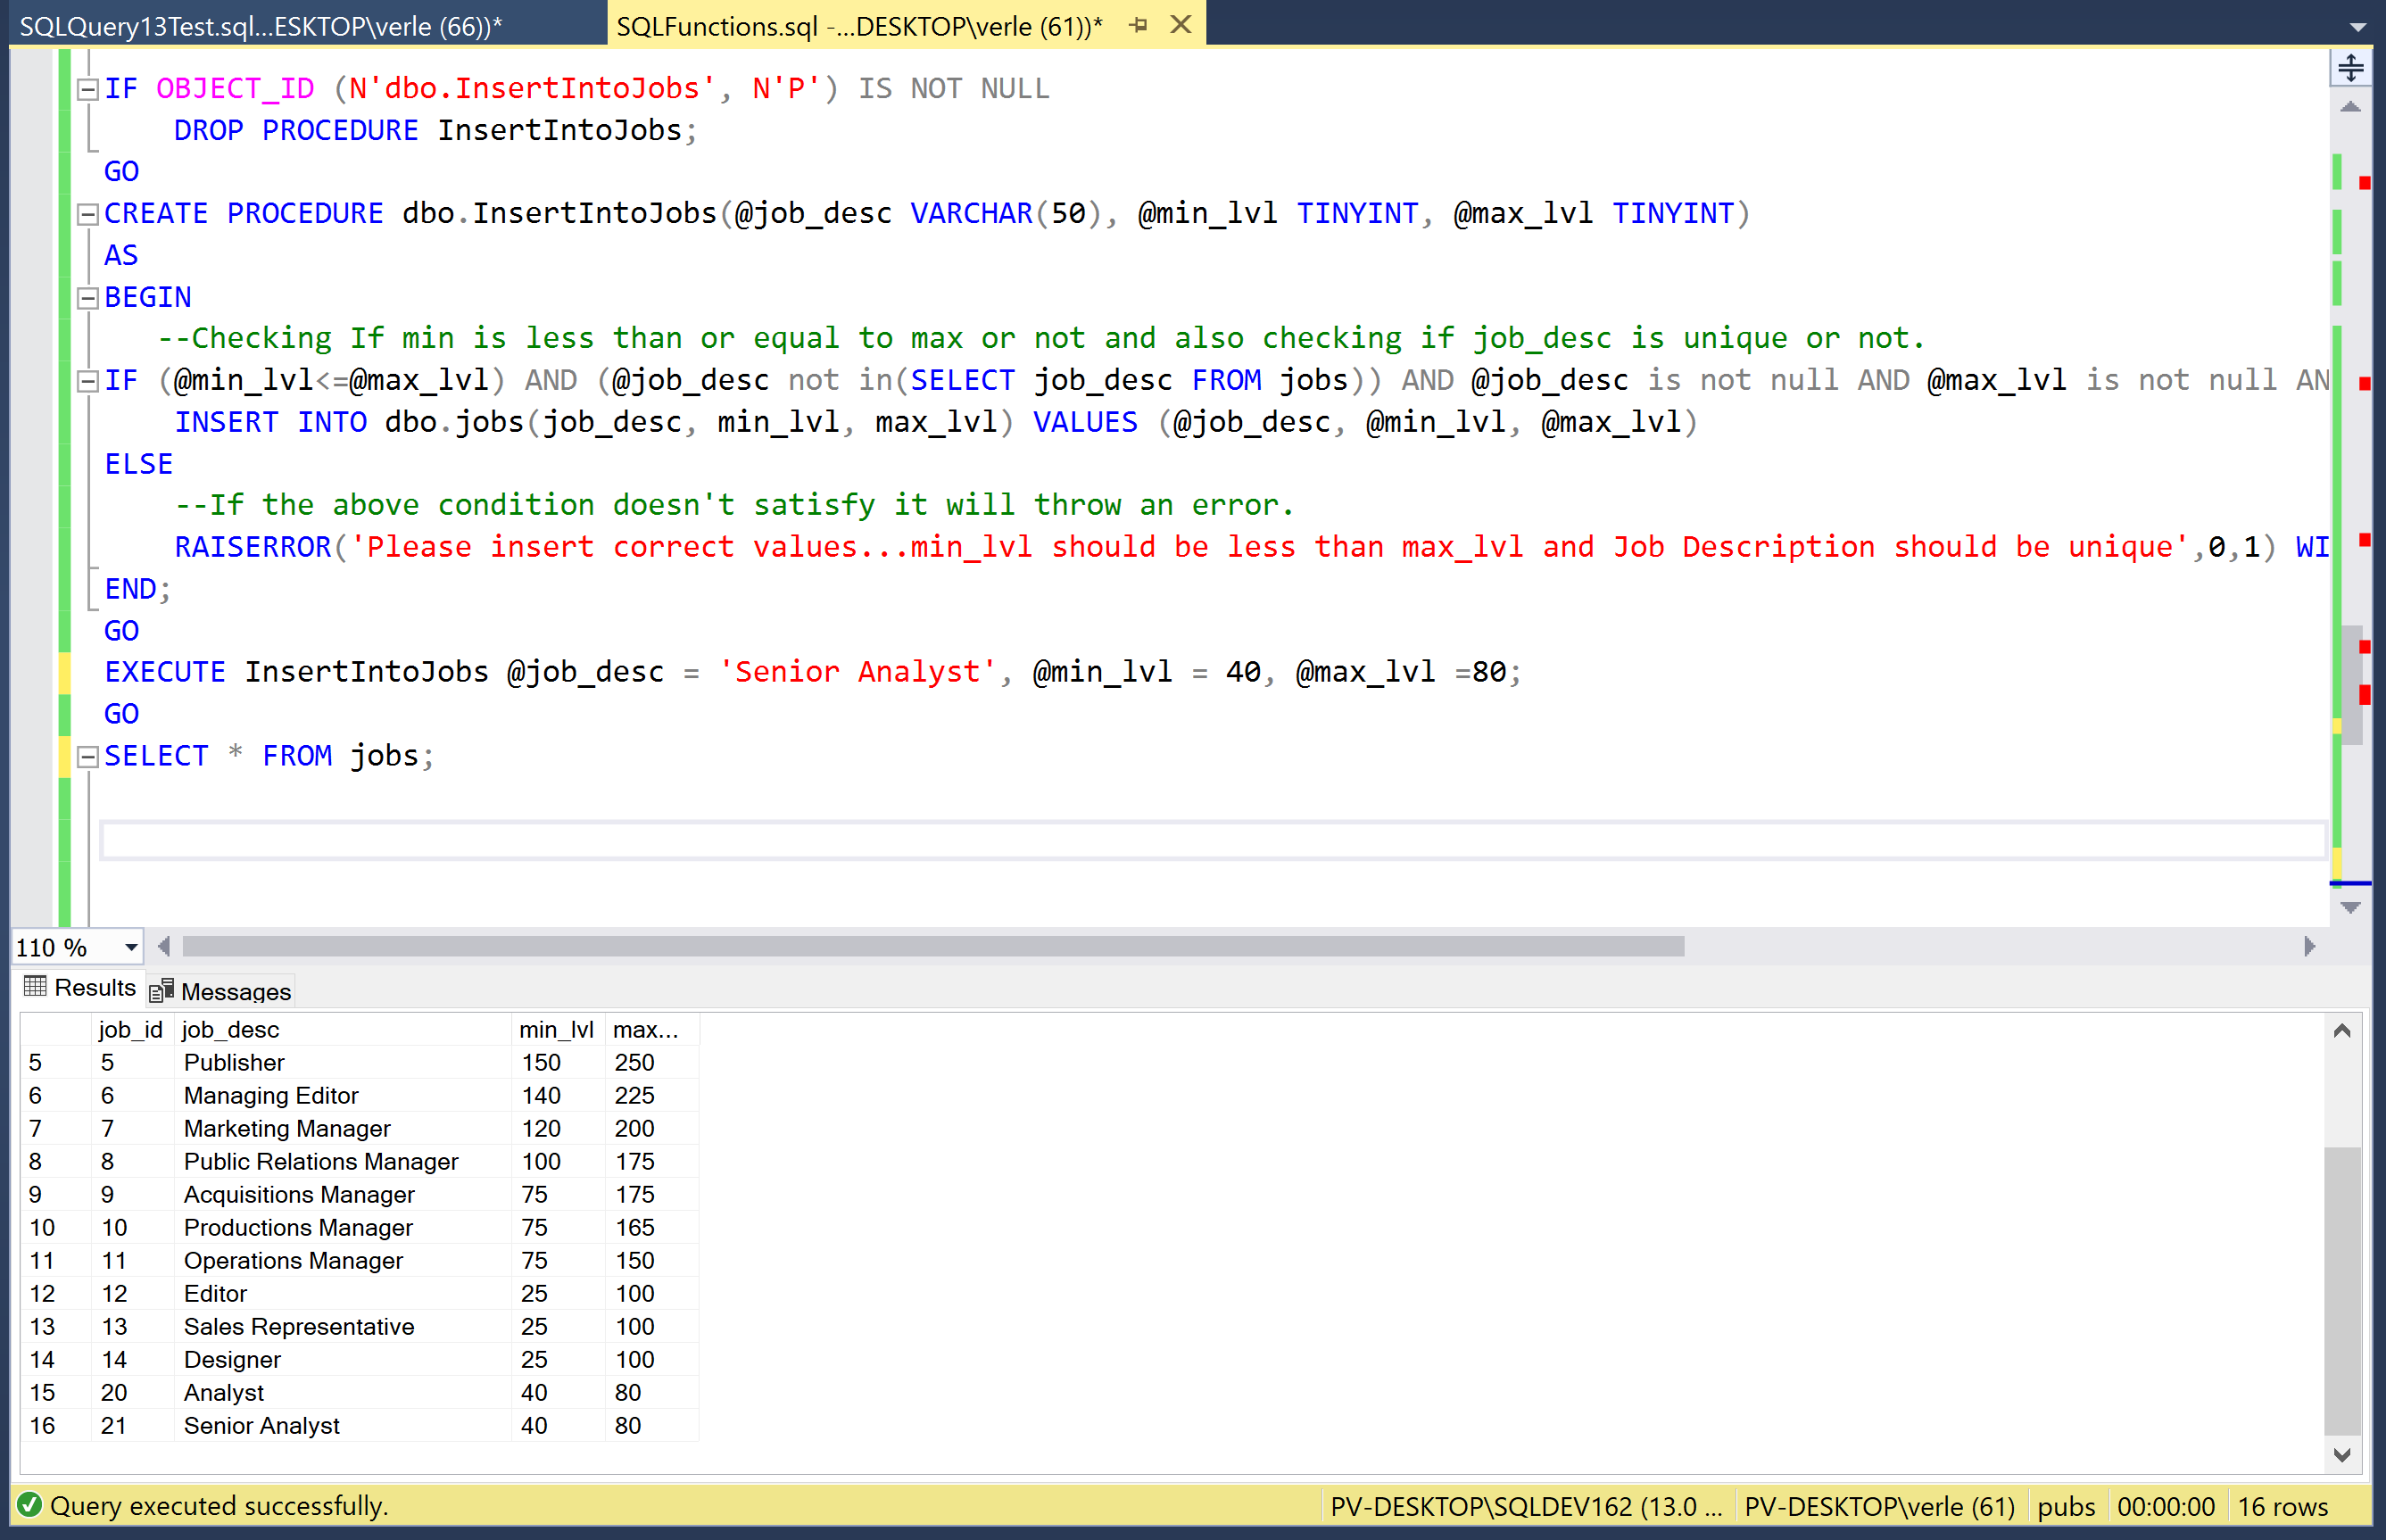 SQLQuery13Test.sql...ESKTOP\verle (66))* SQLFunctions.sql -...DESKTOP\verle (61))*
IF OBJECT_ID (N'dbo.InsertIntoJobs', N'P') IS NOT NULL
DROP PROCEDURE InsertIntoJobs;
GO
CREATE PROCEDURE dbo.InsertIntoJobs(@job_desc VARCHAR(50), @min_lvl TINYINT, @max_lvl TINYINT)
AS
BEGIN
--Checking If min is less than or equal to max or not and also checking if job_desc is unique or not.
IF (@min_lvl<=@max_lvl) AND (@job_desc not in(SELECT job_desc FROM jobs)) AND @job_desc is not null AND @max_lvl is not null AN
INSERT INTO dbo.jobs(job_desc, min_lvl, max_lvl) VALUES (@job_desc, @min_lvl, @max_lvl)
ELSE
--If the above condition doesn't satisfy it will throw an error.
RAISERROR('Please insert correct values...min_lvl should be less than max_lvl and Job Description should be unique',0,1) WI
END;
GO
EXECUTE InsertIntoJobs @job_desc = 'Senior Analyst', @min_lvl = 40, @max_lvl =80;
GO
SELECT * FROM jobs;
110 %
Results Messages
job_id job_desc min_lvl max...
5 5 Publisher 150 250
6 6 Managing Editor 140 225
7 7 Marketing Manager 120 200
8 8 Public Relations Manager 100 175
9 9 Acquisitions Manager 75 175
10 10 Productions Manager 75 165
11 11 Operations Manager 75 150
12 12 Editor 25 100
13 13 Sales Representative 25 100
14 14 Designer 25 100
15 20 Analyst 40 80
16 21 Senior Analyst 40 80
Query executed successfully. PV-DESKTOP\SQLDEV162 (13.0 ... PV-DESKTOP\verle (61) pubs 00:00:00 16 rows